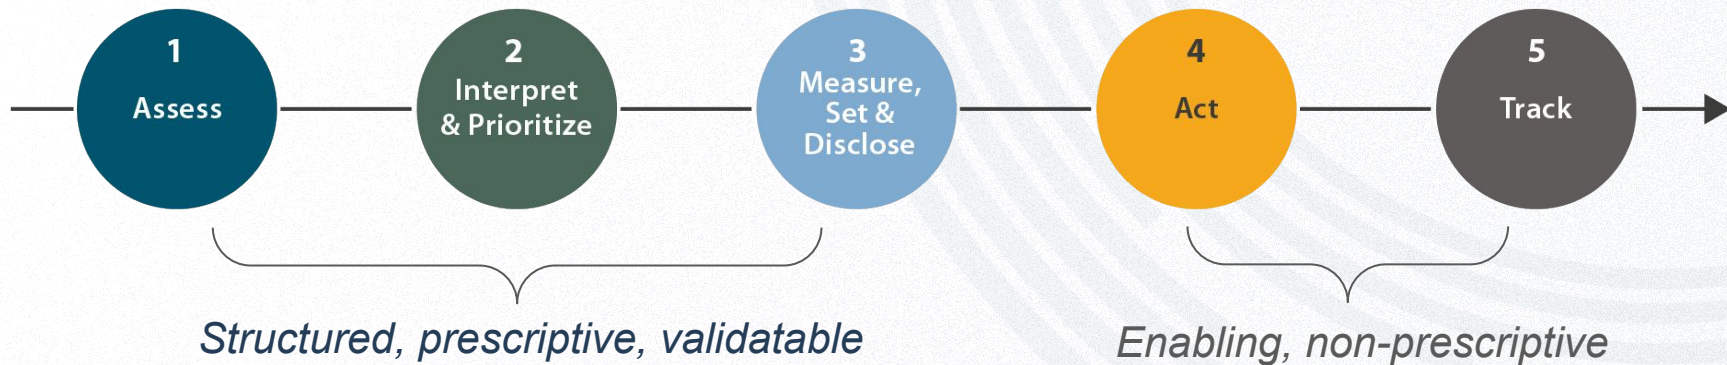 1
Assess
2
Interpret
& Prioritize
3
Measure,
Set &
Disclose
4
Act
5
Track
Structured, prescriptive, validatable
Enabling, non-prescriptive